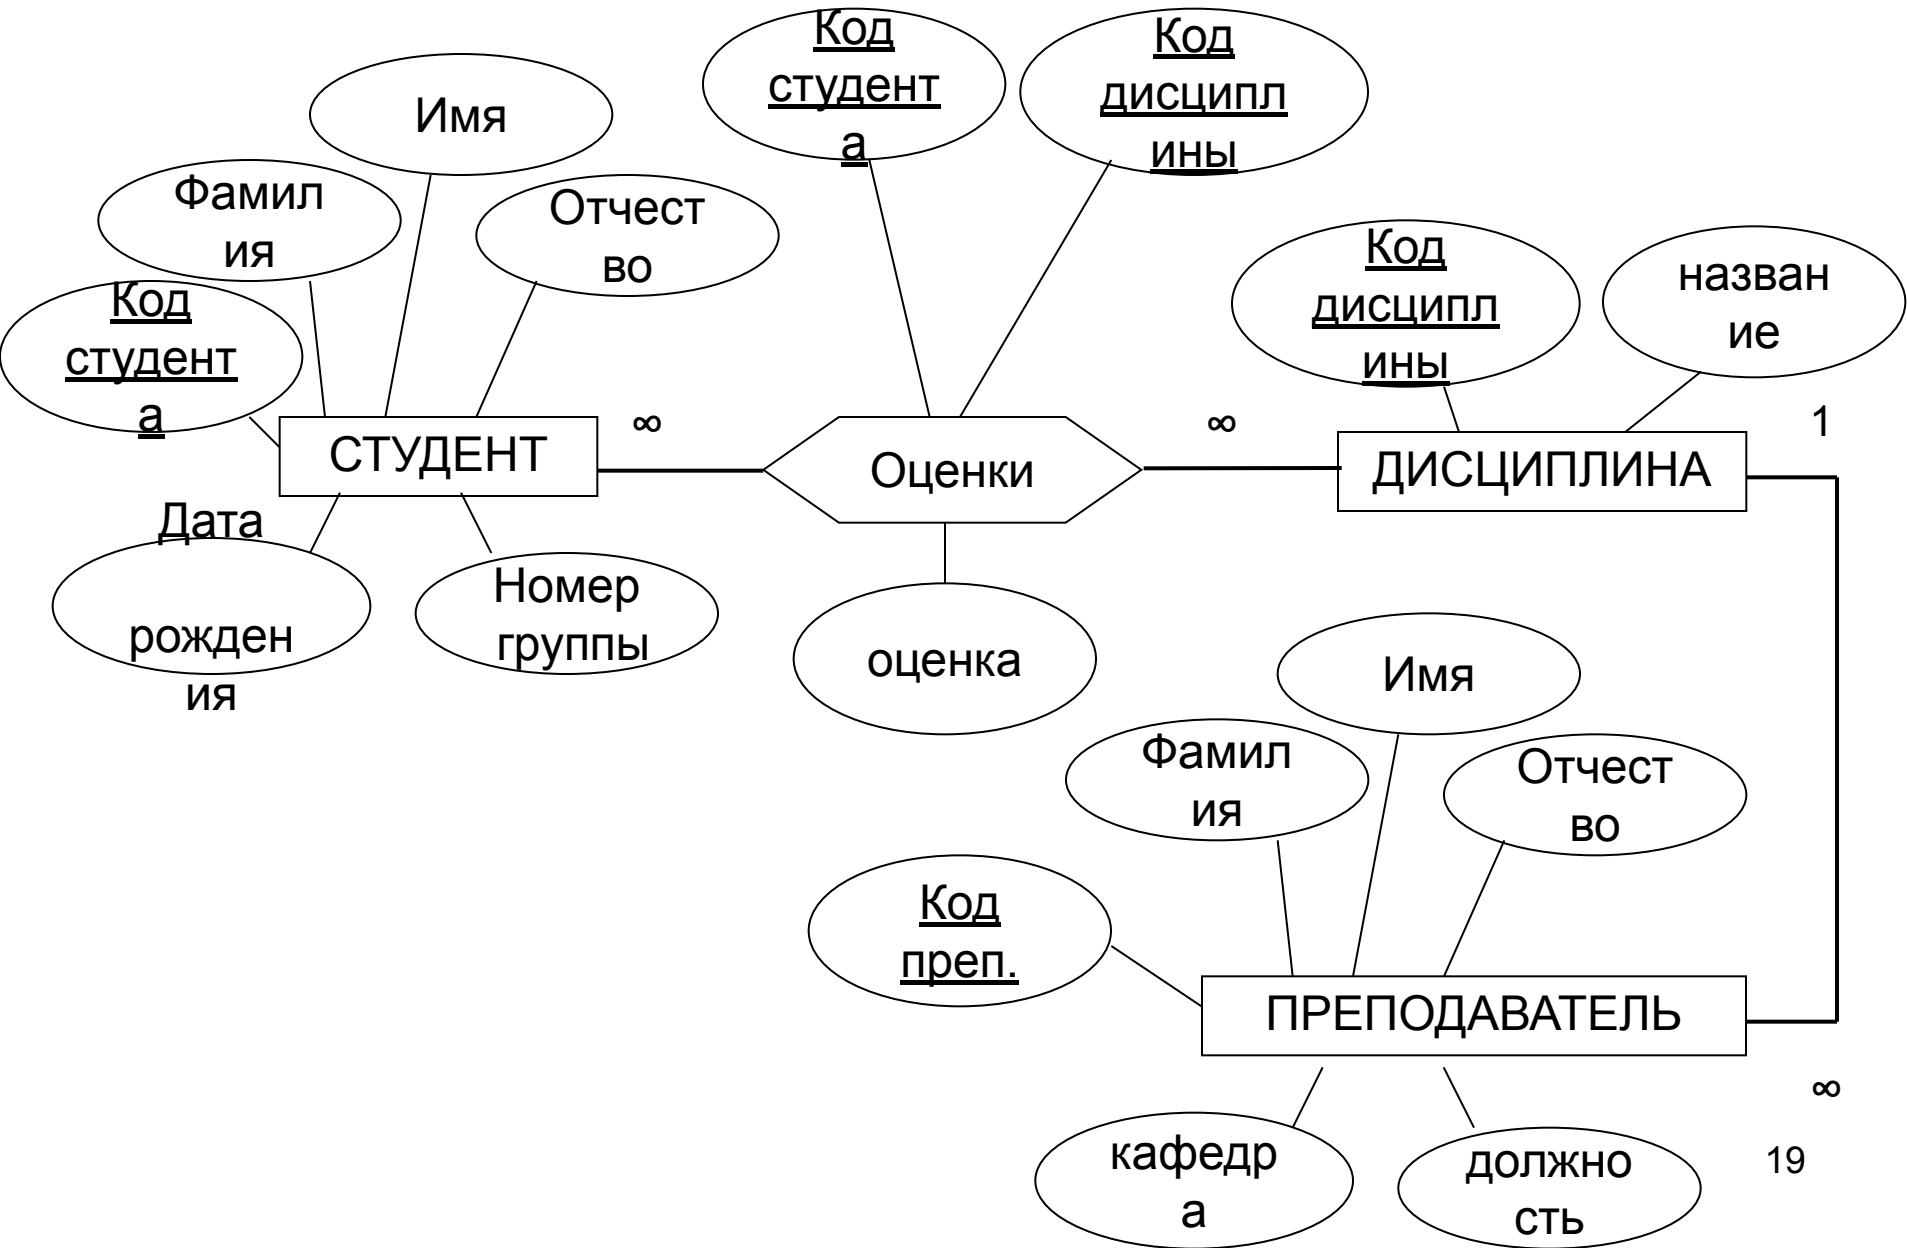 Код
студент
а
Код
дисципл
ины
Имя
Фамил
ия
Отчест
во
Код
студент
а
Код
дисципл
ины
назван
ие
∞
∞
1
СТУДЕНТ
Оценки
ДИСЦИПЛИНА
Дата
рожден
ия
Номер
группы
оценка
Имя
Фамил
ия
Отчест
во
Код
преп.
ПРЕПОДАВАТЕЛЬ
∞
кафедр
а
должно
сть
19